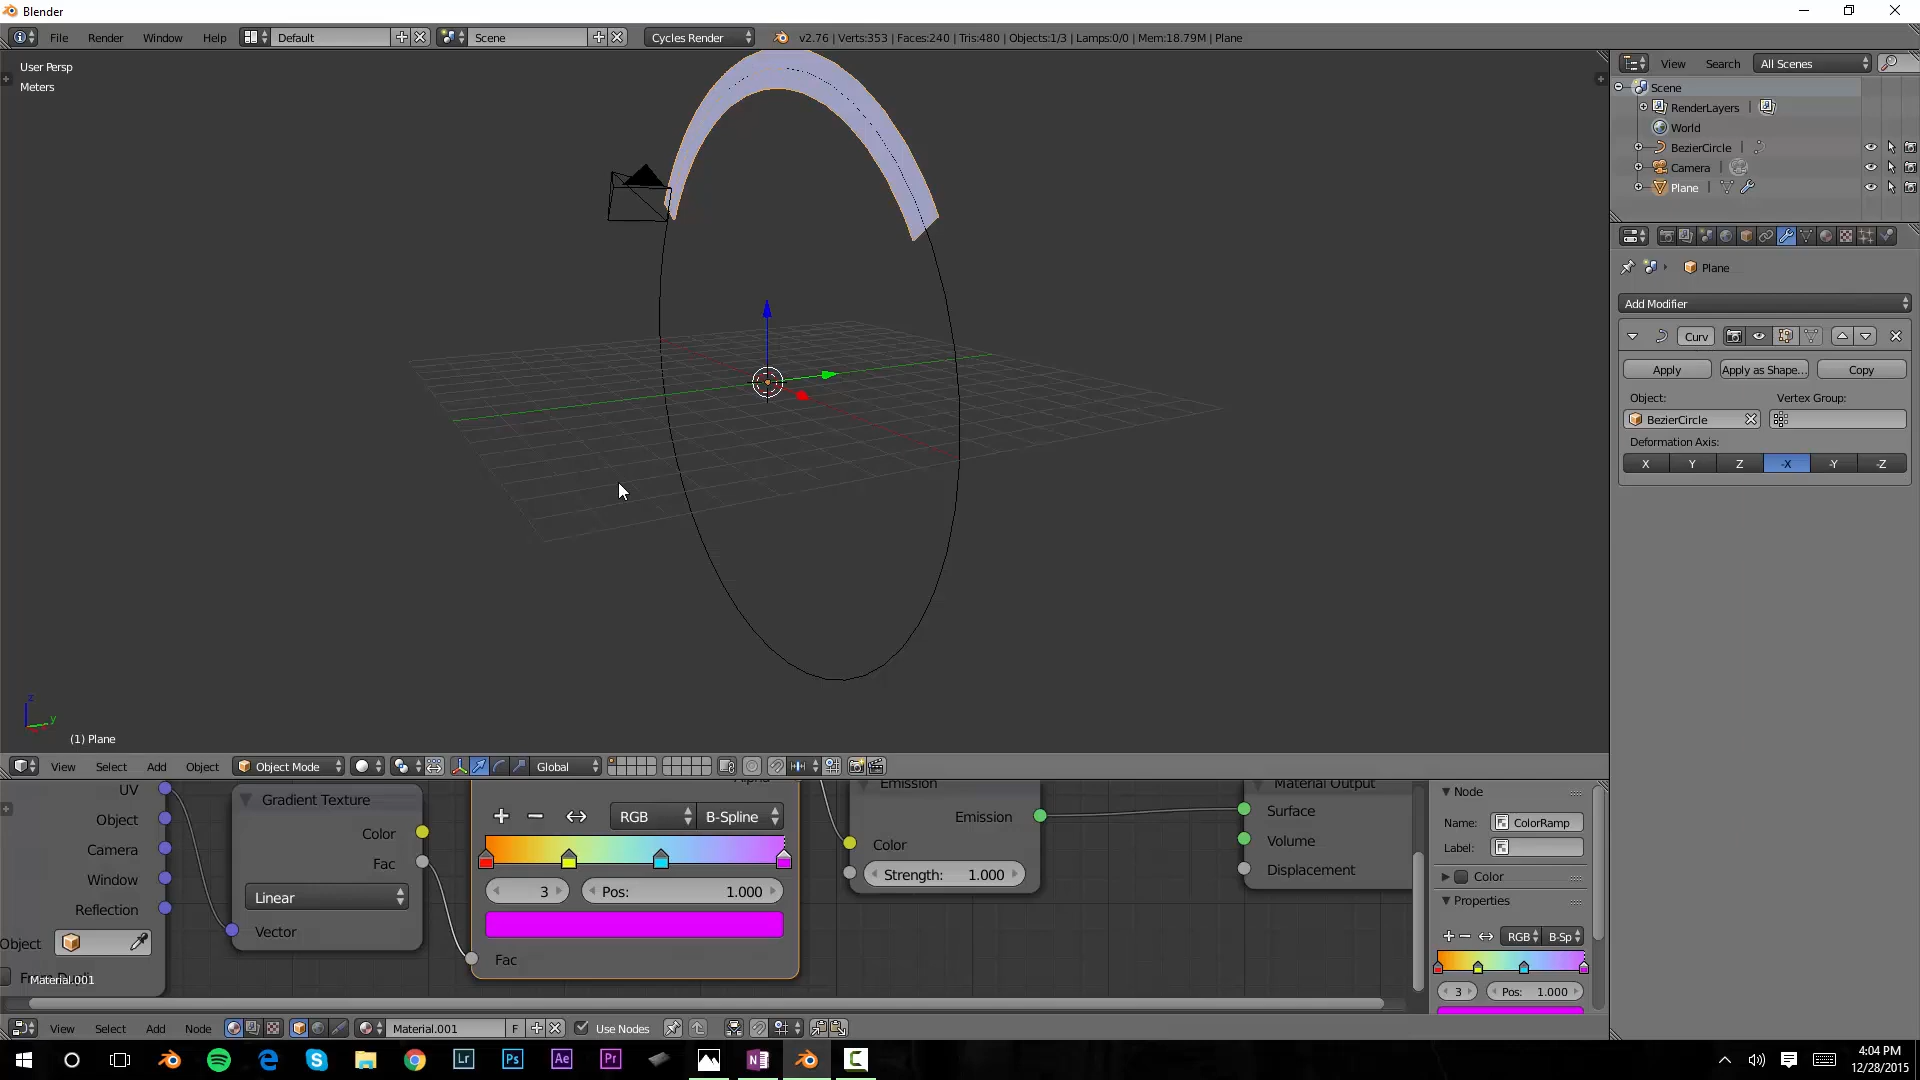 Blender
File Render Window Help Default Scene Cycles Render v2.76 | Verts:353 | Faces:240 | Tris:480 | Objects:1/3 | Lamps:0/0 | Mem:18.79M | Plane
User Persp
Meters
View Search All Scenes
Scene
RenderLayers
World
BezierCircle
Camera
Plane
Plane
Add Modifier
Curv
Apply Apply as Shape... Copy
Object: Vertex Group:
BezierCircle
Deformation Axis:
X Y Z -X -Y -Z
z
y
(1) Plane
View Select Add Object Object Mode Global
UV
Object
Camera
Window
Reflection
Object
Material.001
Gradient Texture
Color
Fac
Linear
Vector
RGB B-Spline
3 Pos: 1.000
Fac
Emission
Emission
Color
Strength: 1.000
Material Output
Surface
Volume
Displacement
Node
Name: ColorRamp
Label:
Color
Properties
RGB B-Sp
3 Pos: 1.000
View Select Add Node Material.001 F Use Nodes
Lr Ps Ae Pr N C
4:04 PM
12/28/2015